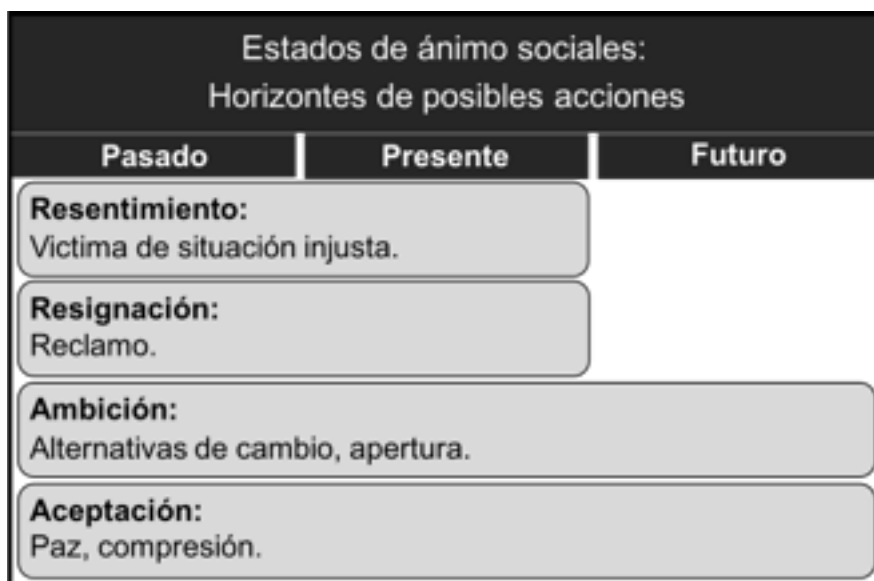 Estados de ánimo sociales:
Horizontes de posibles acciones
Pasado
Presente
Futuro
Resentimiento:
Victima de situación injusta.
Resignación:
Reclamo.
Ambición:
Alternativas de cambio, apertura.
Aceptación:
Paz, compresión.